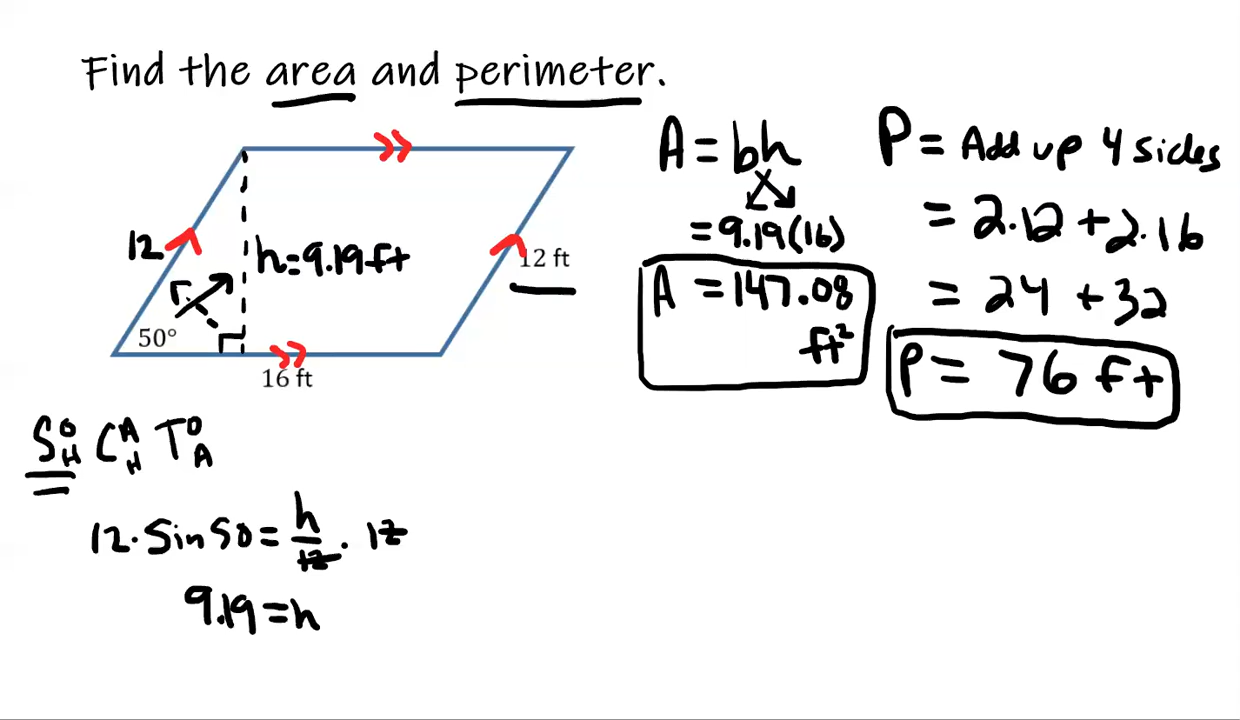 Find the area and perimeter.
12
h=9.19ft
12 ft
50°
16 ft
A = bh
= 9.19(16)
A = 147.08
ft²
P = Add up 4 sides
= 2·12 + 2·16
= 24 + 32
P = 76 ft
S O/H C A/H T O/A
12·sin50 = h/12 · 12
9.19 = h